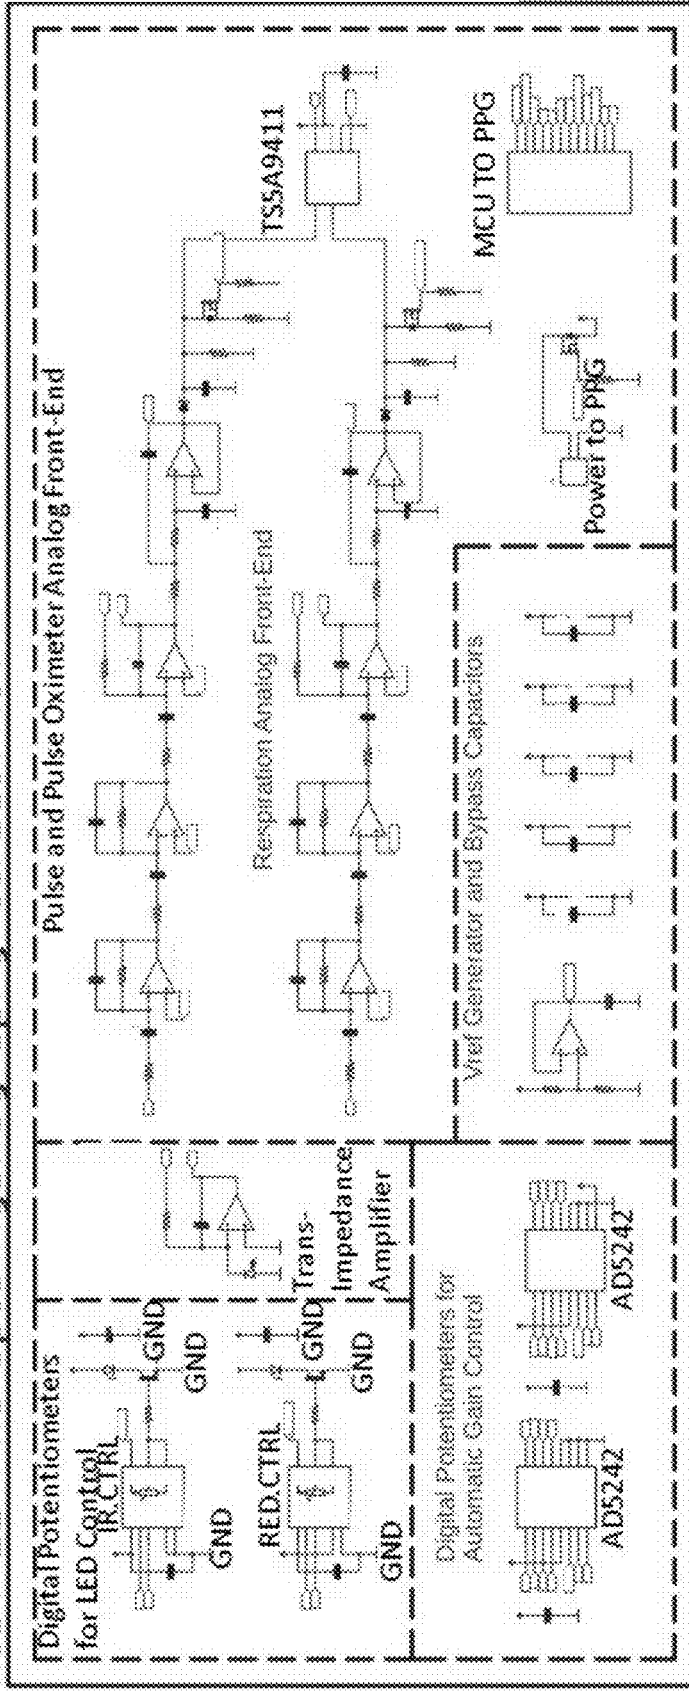 Digital Potentiometers
for LED Control
IR.CTRL
GND
GND
GND
RED.CTRL
GND
GND
GND
Trans-
Impedance
Amplifier
Pulse and Pulse Oximeter Analog Front-End
Respiration Analog Front-End
TS5A9411
Digital Potentiometers for
Automatic Gain Control
AD5242
AD5242
Vref Generator and Bypass Capacitors
Power to PPG
MCU TO PPG